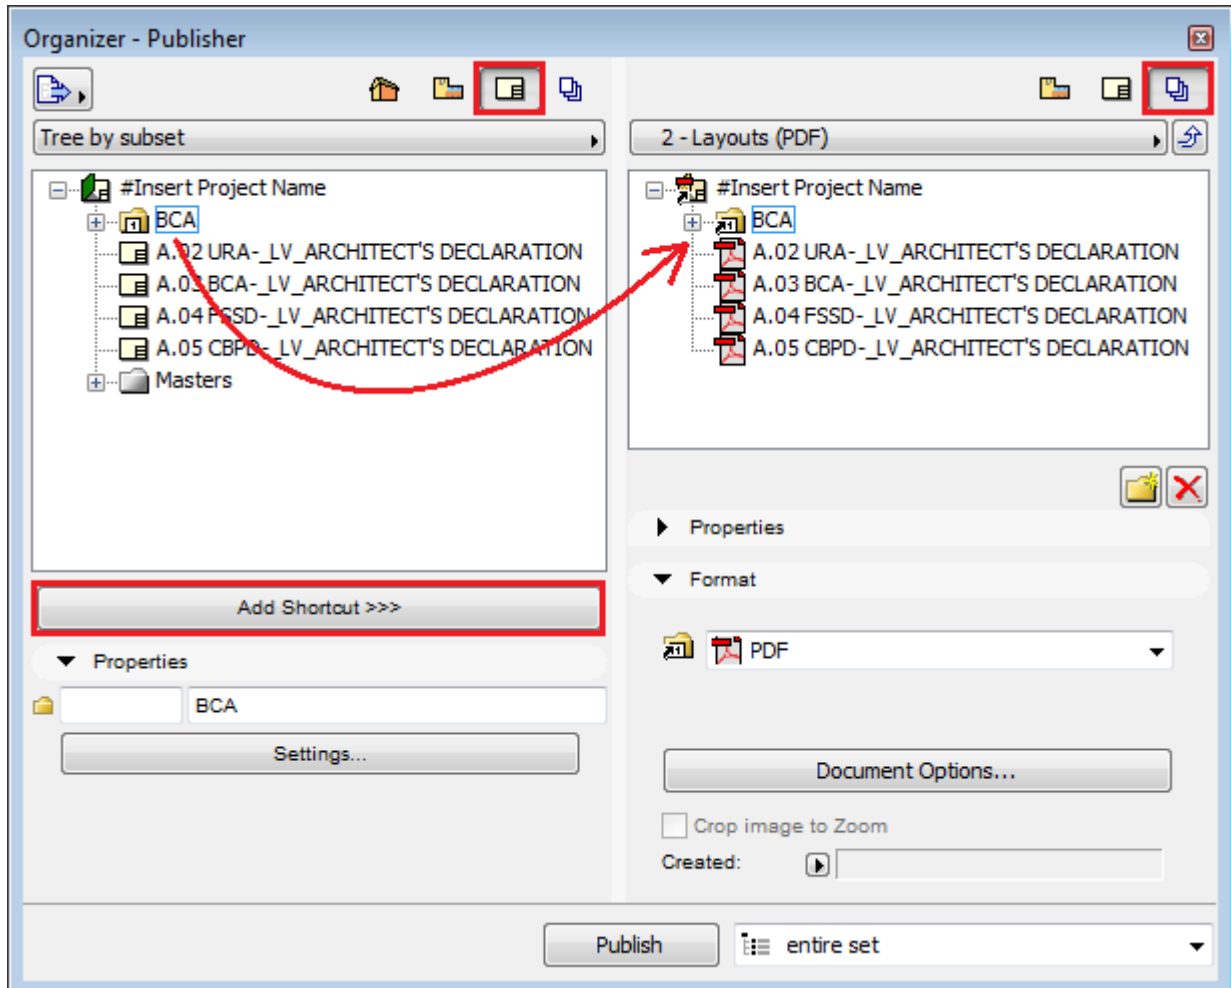 Organizer - Publisher
Tree by subset
#Insert Project Name
BCA
A.02 URA-_LV_ARCHITECT'S DECLARATION
A.03 BCA-_LV_ARCHITECT'S DECLARATION
A.04 FSSD-_LV_ARCHITECT'S DECLARATION
A.05 CBPD-_LV_ARCHITECT'S DECLARATION
Masters
Add Shortcut >>>
Properties
BCA
Settings...
2 - Layouts (PDF)
#Insert Project Name
BCA
A.02 URA-_LV_ARCHITECT'S DECLARATION
A.03 BCA-_LV_ARCHITECT'S DECLARATION
A.04 FSSD-_LV_ARCHITECT'S DECLARATION
A.05 CBPD-_LV_ARCHITECT'S DECLARATION
Properties
Format
PDF
Document Options...
Crop image to Zoom
Created:
Publish
entire set